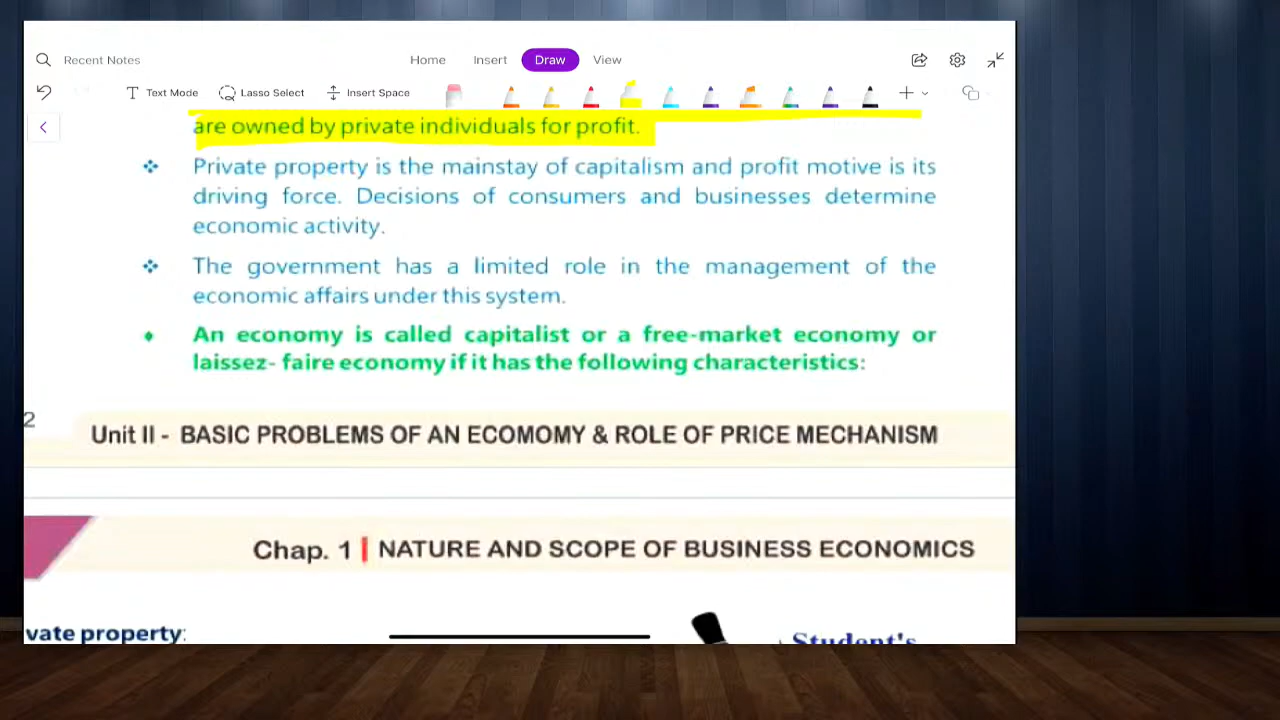 Recent Notes
Home Insert Draw View
Text Mode Lasso Select Insert Space
are owned by private individuals for profit.
❖ Private property is the mainstay of capitalism and profit motive is its
driving force. Decisions of consumers and businesses determine
economic activity.
❖ The government has a limited role in the management of the
economic affairs under this system.
♦ An economy is called capitalist or a free-market economy or
laissez- faire economy if it has the following characteristics:
2
Unit II - BASIC PROBLEMS OF AN ECOMOMY & ROLE OF PRICE MECHANISM
Chap. 1 | NATURE AND SCOPE OF BUSINESS ECONOMICS
vate property:
Student's